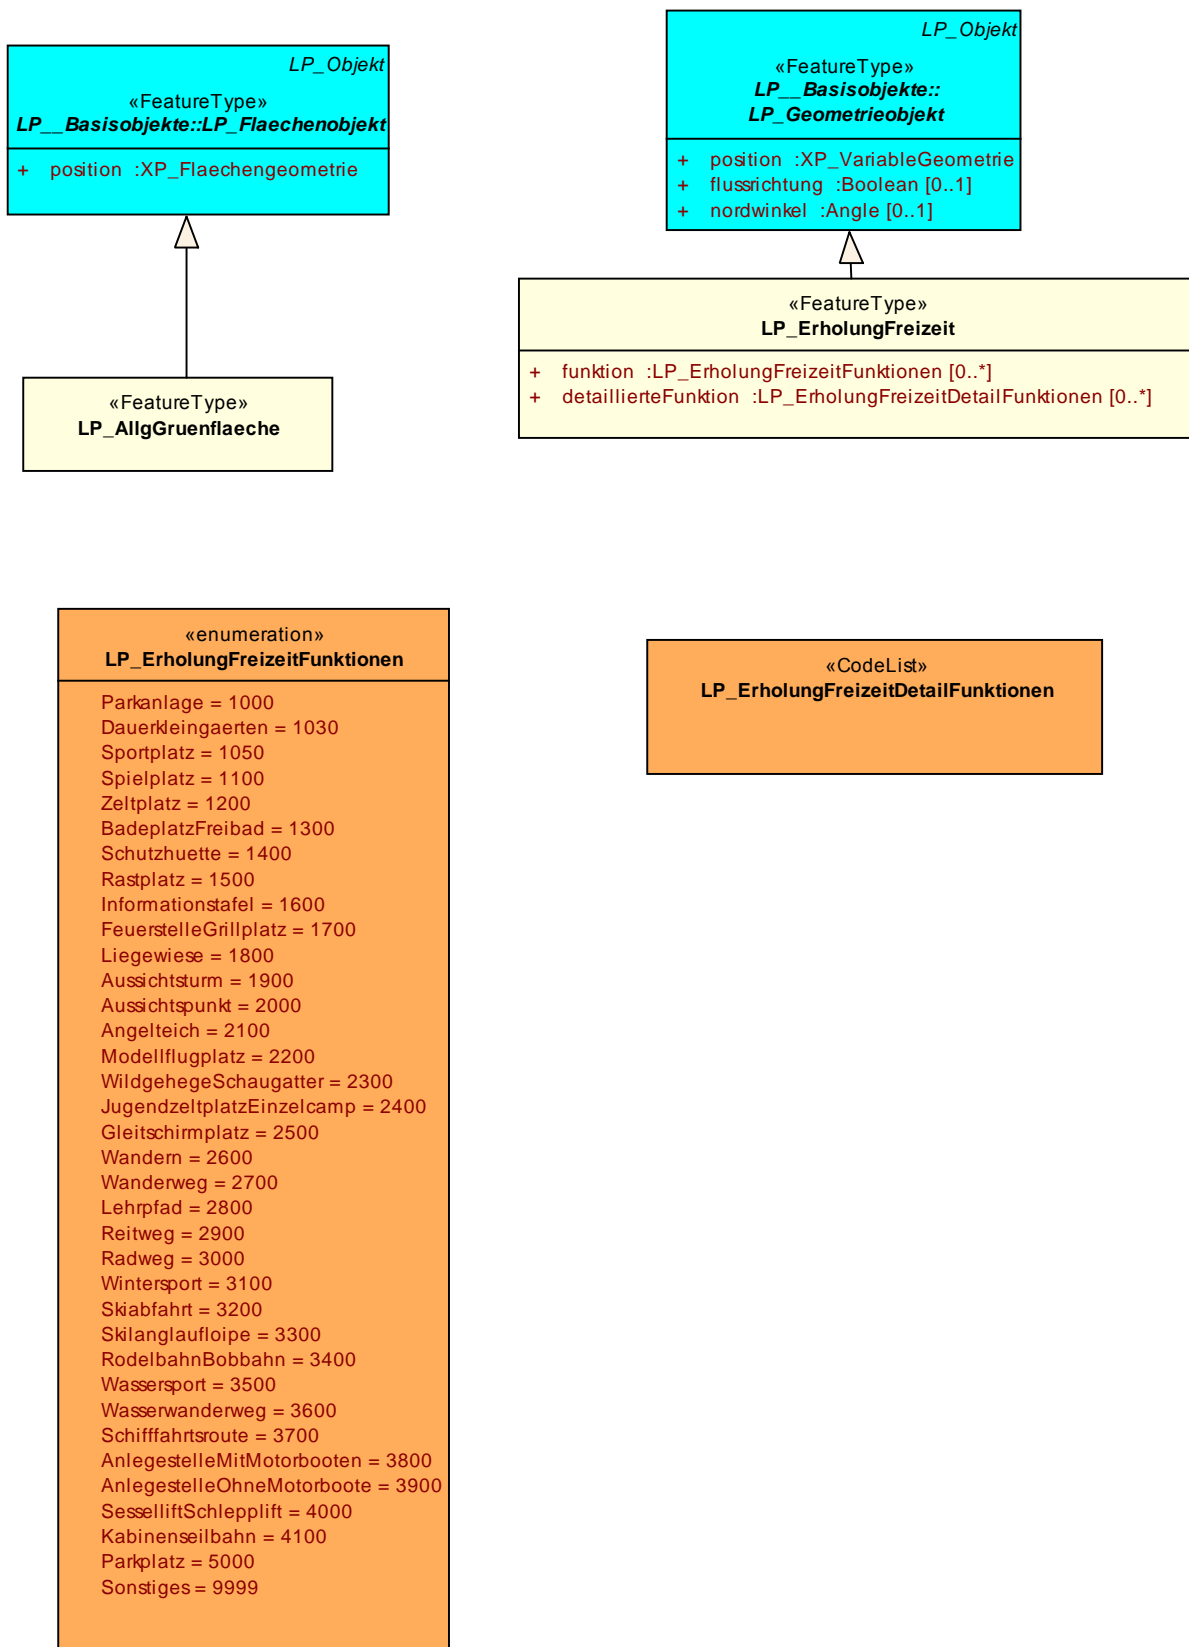 LP_Objekt
«FeatureType»
LP__Basisobjekte::LP_Flaechenobjekt
+ position :XP_Flaechengeometrie
LP_Objekt
«FeatureType»
LP__Basisobjekte::
LP_Geometrieobjekt
+ position :XP_VariableGeometrie
+ flussrichtung :Boolean [0..1]
+ nordwinkel :Angle [0..1]
«FeatureType»
LP_AllgGruenflaeche
«FeatureType»
LP_ErholungFreizeit
+ funktion :LP_ErholungFreizeitFunktionen [0..*]
+ detaillierteFunktion :LP_ErholungFreizeitDetailFunktionen [0..*]
«enumeration»
LP_ErholungFreizeitFunktionen
Parkanlage = 1000
Dauerkleingaerten = 1030
Sportplatz = 1050
Spielplatz = 1100
Zeltplatz = 1200
BadeplatzFreibad = 1300
Schutzhuette = 1400
Rastplatz = 1500
Informationstafel = 1600
FeuerstelleGrillplatz = 1700
Liegewiese = 1800
Aussichtsturm = 1900
Aussichtspunkt = 2000
Angelteich = 2100
Modellflugplatz = 2200
WildgehegeSchaugatter = 2300
JugendzeltplatzEinzelcamp = 2400
Gleitschirmplatz = 2500
Wandern = 2600
Wanderweg = 2700
Lehrpfad = 2800
Reitweg = 2900
Radweg = 3000
Wintersport = 3100
Skiabfahrt = 3200
Skilanglaufloipe = 3300
RodelbahnBobbahn = 3400
Wassersport = 3500
Wasserwanderweg = 3600
Schifffahrtsroute = 3700
AnlegestelleMitMotorbooten = 3800
AnlegestelleOhneMotorboote = 3900
SesselliftSchlepplift = 4000
Kabinenseilbahn = 4100
Parkplatz = 5000
Sonstiges = 9999
«CodeList»
LP_ErholungFreizeitDetailFunktionen